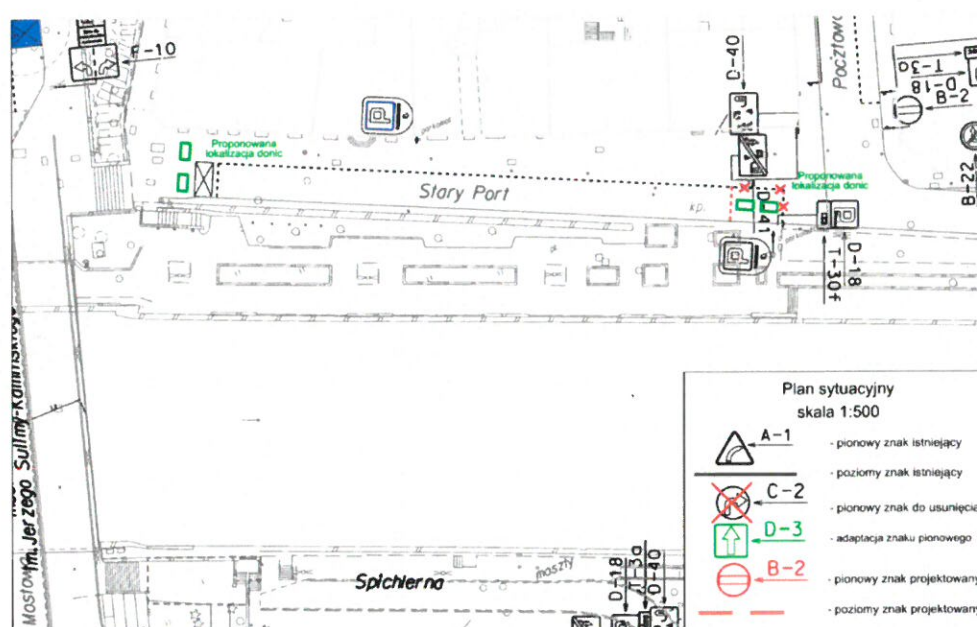 F-10
D-40
Pocztowa
T-3a
D-18
B-2
B-22
Proponowana
lokalizacja donic
Stary Port
k.p.
D-41
Proponowana
lokalizacja donic
D-18
T-30f
im. Jerzego Sulimy-Kamińskiego
Mostowa
Spichlerna
maszty
D-18
T-3a
D-40
Plan sytuacyjny
skala 1:500
A-1
- pionowy znak istniejący
- poziomy znak istniejący
C-2
- pionowy znak do usunięcia
D-3
- adaptacja znaku pionowego
B-2
- pionowy znak projektowany
- poziomy znak projektowany